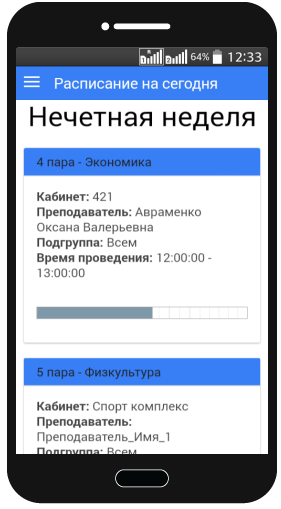 64% 12:33
Расписание на сегодня
Нечетная неделя
4 пара - Экономика
Кабинет: 421
Преподаватель: Авраменко
Оксана Валерьевна
Подгруппа: Всем
Время проведения: 12:00:00 -
13:00:00
5 пара - Физкультура
Кабинет: Спорт комплекс
Преподаватель:
Преподаватель_Имя_1
Подгруппа: Всем